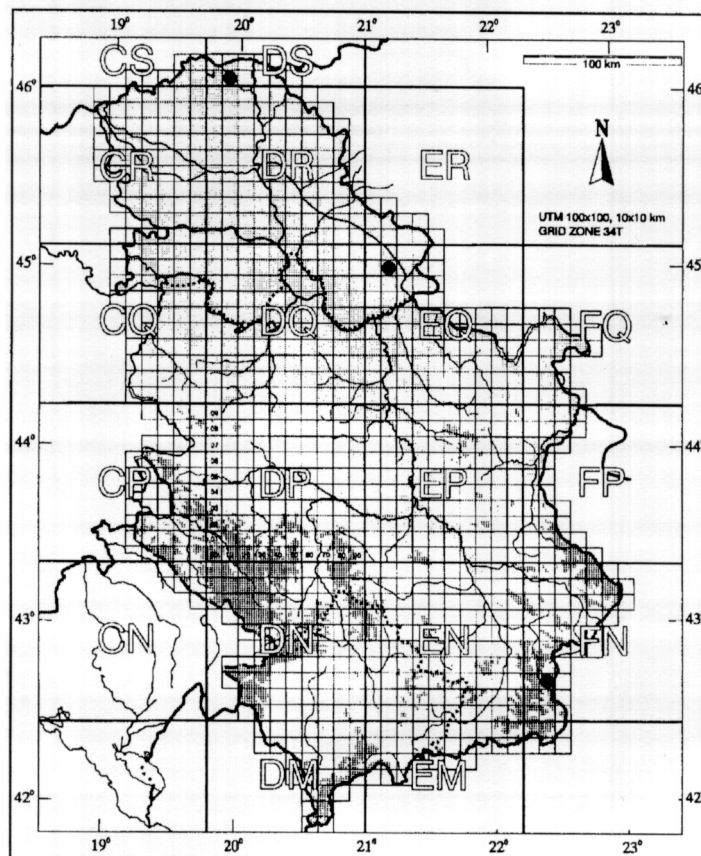 19° 20° 21° 22° 23°
CS DS
46° 46°
100 km
N
CR DR ER
UTM 100x100, 10x10 km
GRID ZONE 34T
45° 45°
CQ DQ EQ FQ
44° 44°
CP DP EP FP
43° 43°
CN DN EN FN
DM EM
42° 42°
19° 20° 21° 22° 23°